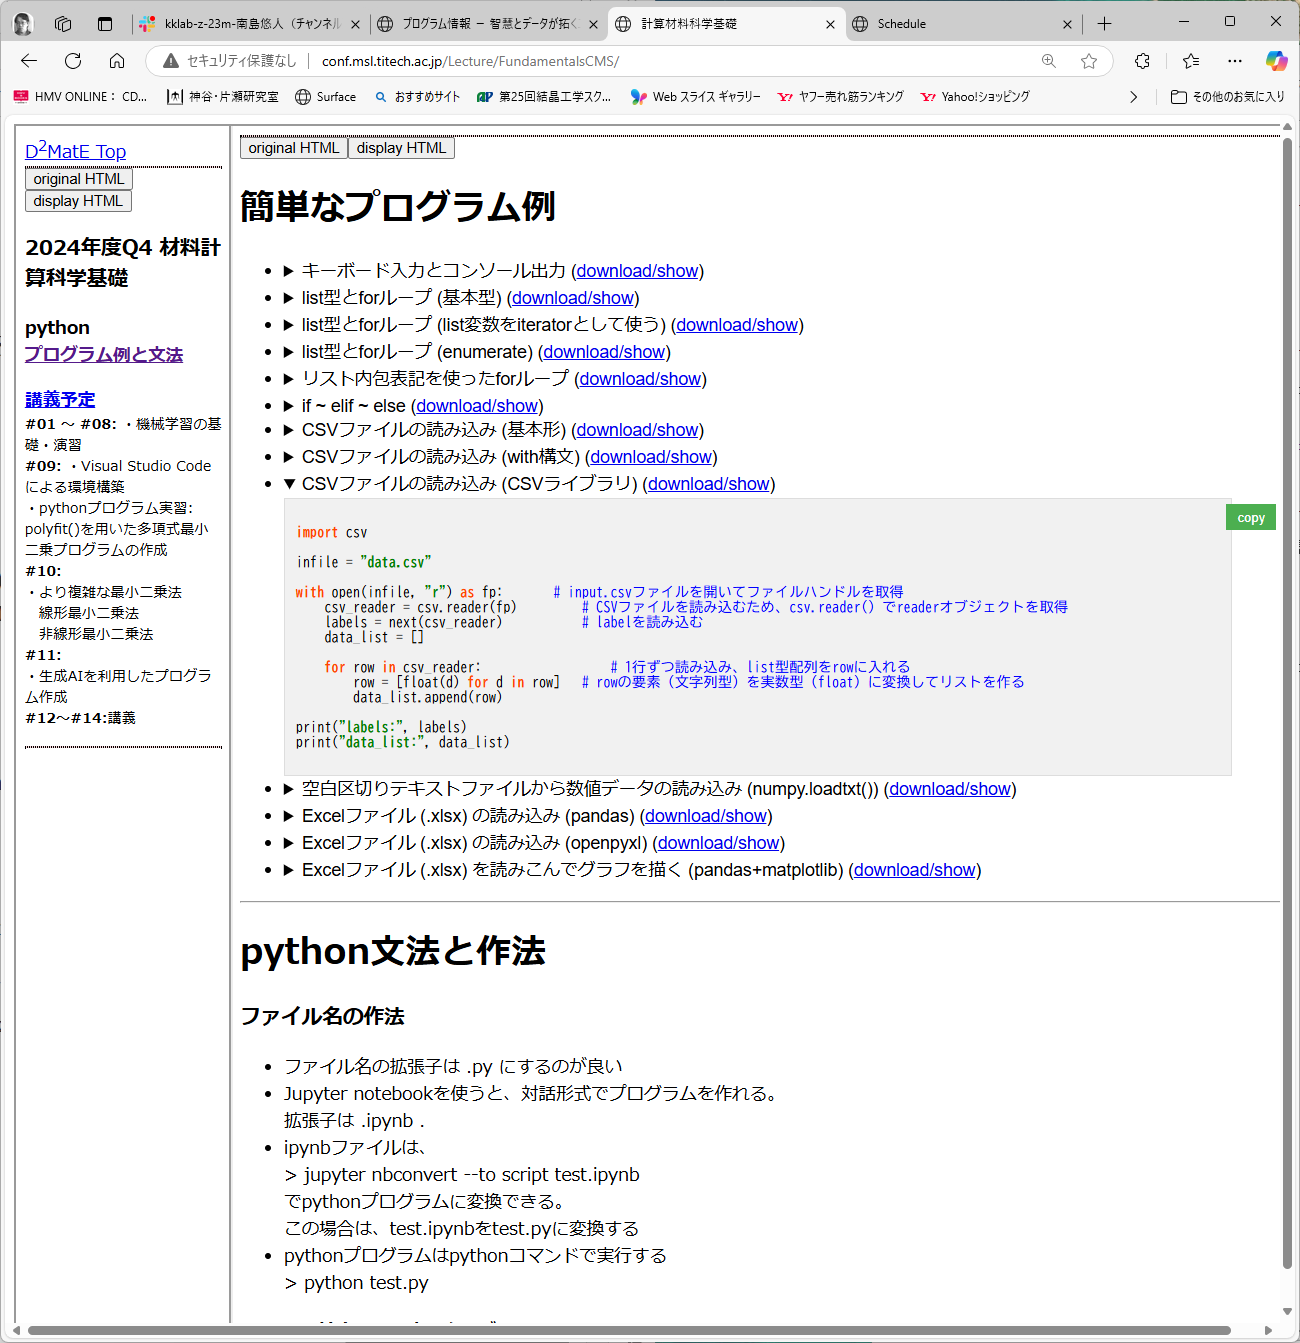 kklab-z-23m-南島悠人（チャンネル
プログラム情報 － 智慧とデータが拓く
計算材料科学基礎
Schedule
セキュリティ保護なし
conf.msl.titech.ac.jp/Lecture/FundamentalsCMS/
HMV ONLINE： CD...
神谷・片瀬研究室
Surface
おすすめサイト
第25回結晶工学スク...
Web スライス ギャラリー
ヤフー売れ筋ランキング
Yahoo!ショッピング
その他のお気に入り
D2MatE Top
original HTML
display HTML
2024年度Q4 材料計
算科学基礎
python
プログラム例と文法
講義予定
#01 ～ #08: ・機械学習の基
礎・演習
#09: ・Visual Studio Code
による環境構築
・pythonプログラム実習:
polyfit()を用いた多項式最小
二乗プログラムの作成
#10:
・より複雑な最小二乗法
線形最小二乗法
非線形最小二乗法
#11:
・生成AIを利用したプログラ
ム作成
#12～#14:講義
original HTML display HTML
簡単なプログラム例
• ▶ キーボード入力とコンソール出力 (download/show)
• ▶ list型とforループ (基本型) (download/show)
• ▶ list型とforループ (list変数をiteratorとして使う) (download/show)
• ▶ list型とforループ (enumerate) (download/show)
• ▶ リスト内包表記を使ったforループ (download/show)
• ▶ if ~ elif ~ else (download/show)
• ▶ CSVファイルの読み込み (基本形) (download/show)
• ▶ CSVファイルの読み込み (with構文) (download/show)
• ▼ CSVファイルの読み込み (CSVライブラリ) (download/show)
copy
import csv
infile = "data.csv"
with open(infile, "r") as fp: # input.csvファイルを開いてファイルハンドルを取得
csv_reader = csv.reader(fp) # CSVファイルを読み込むため、csv.reader() でreaderオブジェクトを取得
labels = next(csv_reader) # labelを読み込む
data_list = []
for row in csv_reader: # 1行ずつ読み込み、list型配列をrowに入れる
row = [float(d) for d in row] # rowの要素（文字列型）を実数型（float）に変換してリストを作る
data_list.append(row)
print("labels:", labels)
print("data_list:", data_list)
• ▶ 空白区切りテキストファイルから数値データの読み込み (numpy.loadtxt()) (download/show)
• ▶ Excelファイル (.xlsx) の読み込み (pandas) (download/show)
• ▶ Excelファイル (.xlsx) の読み込み (openpyxl) (download/show)
• ▶ Excelファイル (.xlsx) を読みこんでグラフを描く (pandas+matplotlib) (download/show)
python文法と作法
ファイル名の作法
• ファイル名の拡張子は .py にするのが良い
• Jupyter notebookを使うと、対話形式でプログラムを作れる。
拡張子は .ipynb .
• ipynbファイルは、
> jupyter nbconvert --to script test.ipynb
でpythonプログラムに変換できる。
この場合は、test.ipynbをtest.pyに変換する
• pythonプログラムはpythonコマンドで実行する
> python test.py